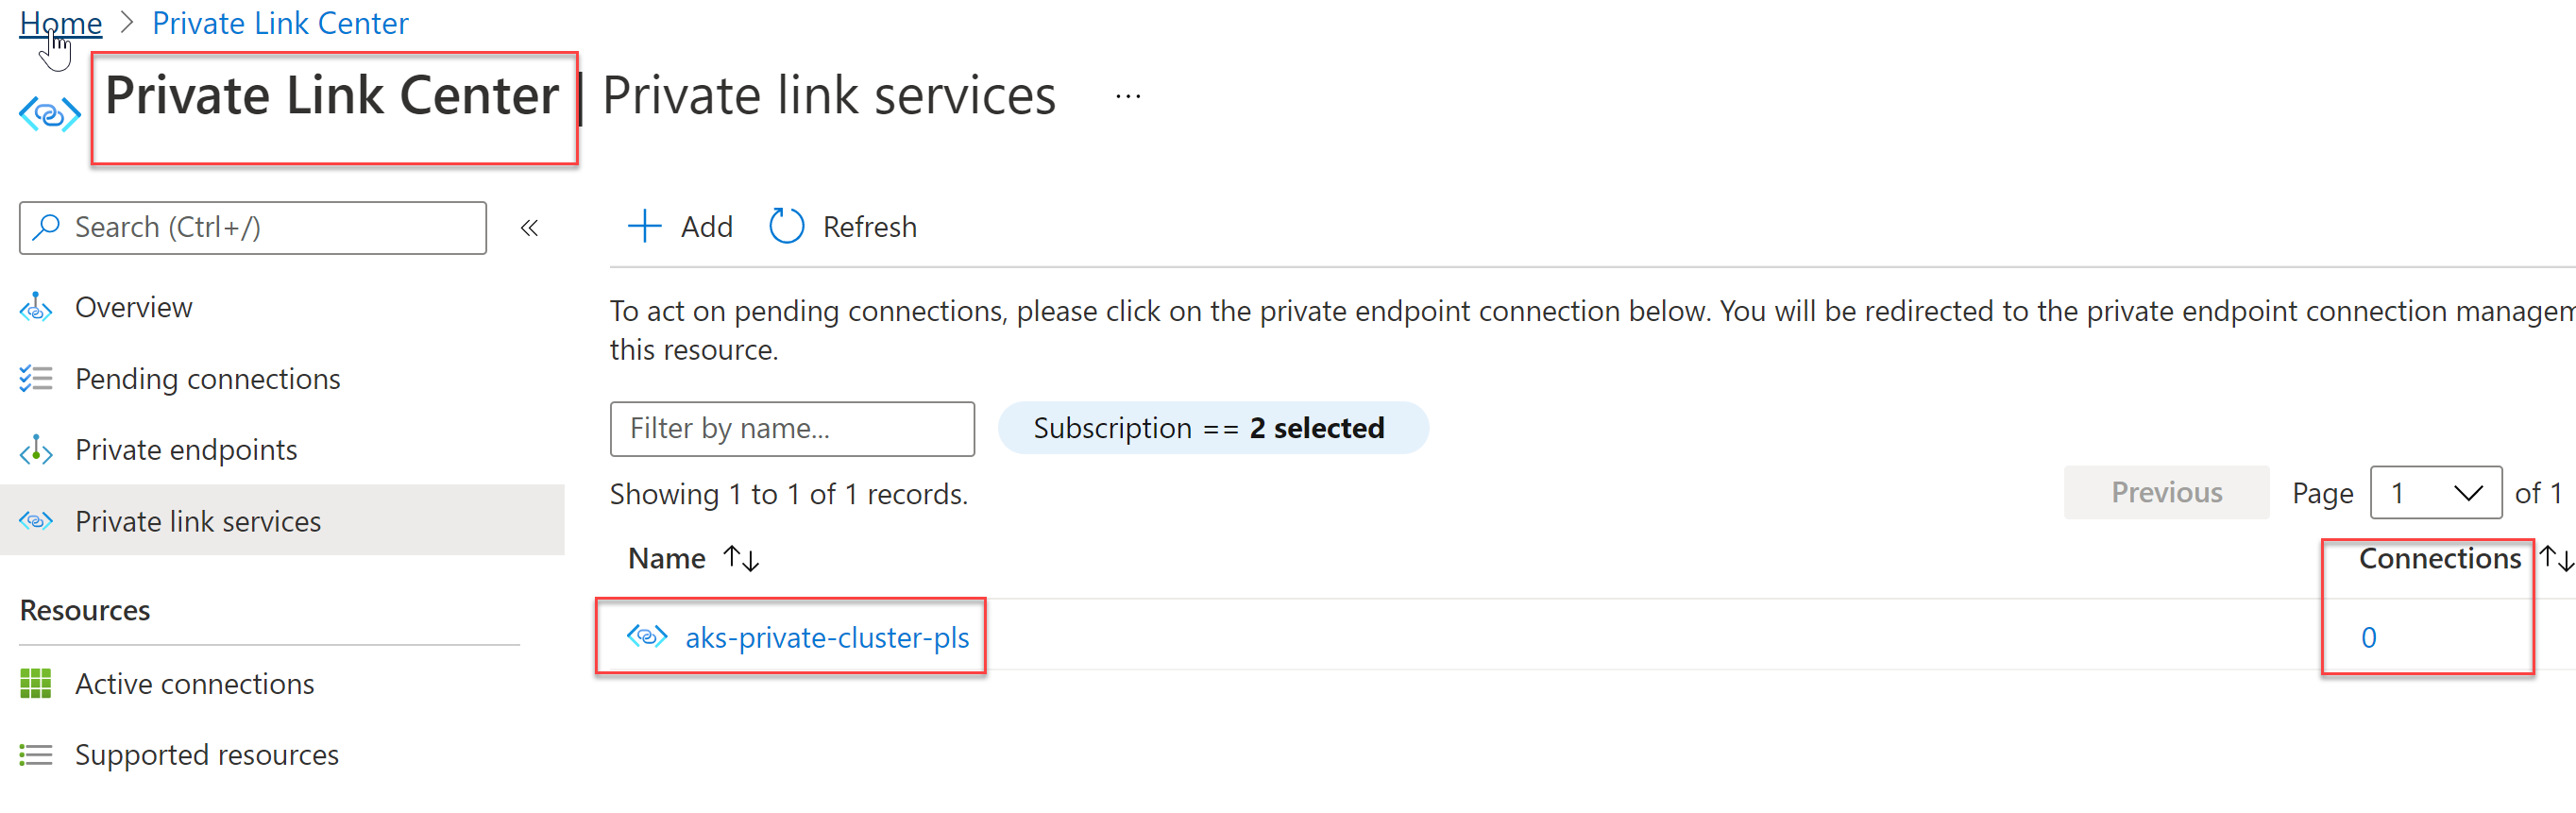 Home > Private Link Center
Private Link Center | Private link services ...
Search (Ctrl+/) «
Overview
Pending connections
Private endpoints
Private link services
Resources
Active connections
Supported resources
Add Refresh
To act on pending connections, please click on the private endpoint connection below. You will be redirected to the private endpoint connection managem
this resource.
Filter by name... Subscription == 2 selected
Showing 1 to 1 of 1 records.
Previous Page 1 of 1
Name ↑↓ Connections ↑↓
aks-private-cluster-pls 0